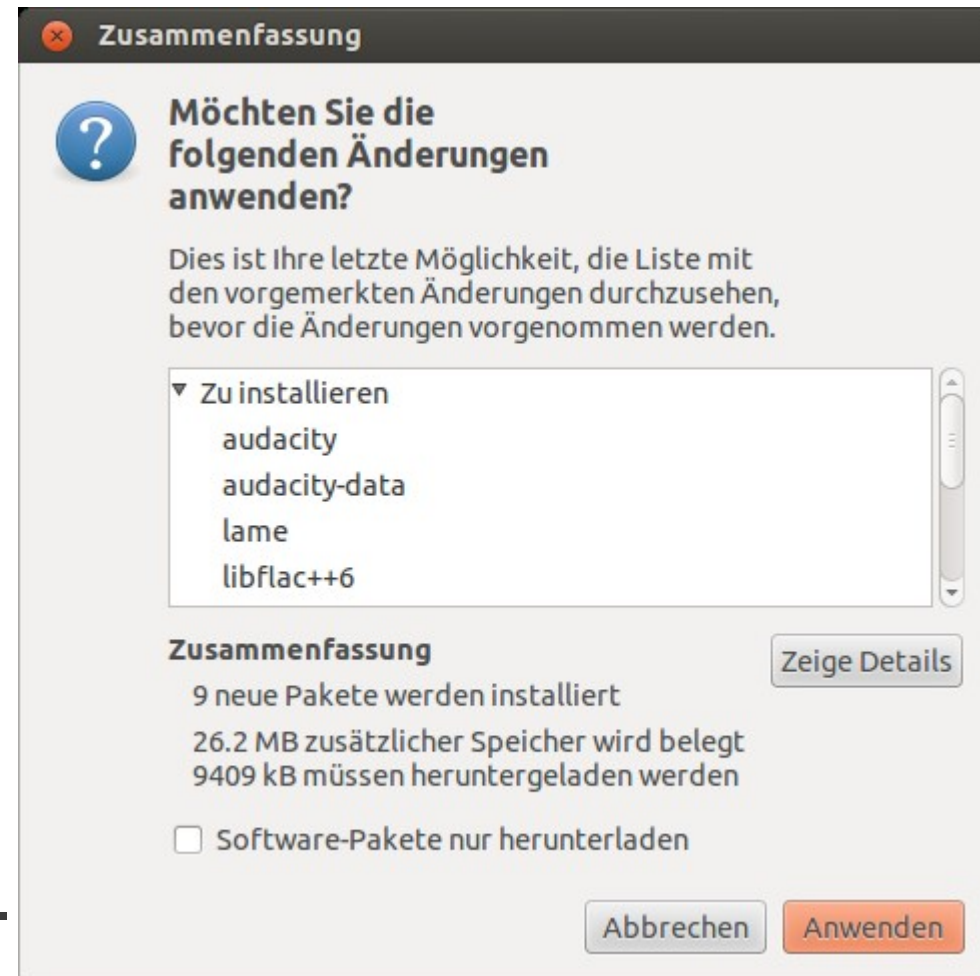 Zusammenfassung
?
Möchten Sie die
folgenden Änderungen
anwenden?
Dies ist Ihre letzte Möglichkeit, die Liste mit
den vorgemerkten Änderungen durchzusehen,
bevor die Änderungen vorgenommen werden.
Zu installieren
audacity
audacity-data
lame
libflac++6
Zusammenfassung
Zeige Details
9 neue Pakete werden installiert
26.2 MB zusätzlicher Speicher wird belegt
9409 kB müssen heruntergeladen werden
Software-Pakete nur herunterladen
Abbrechen
Anwenden